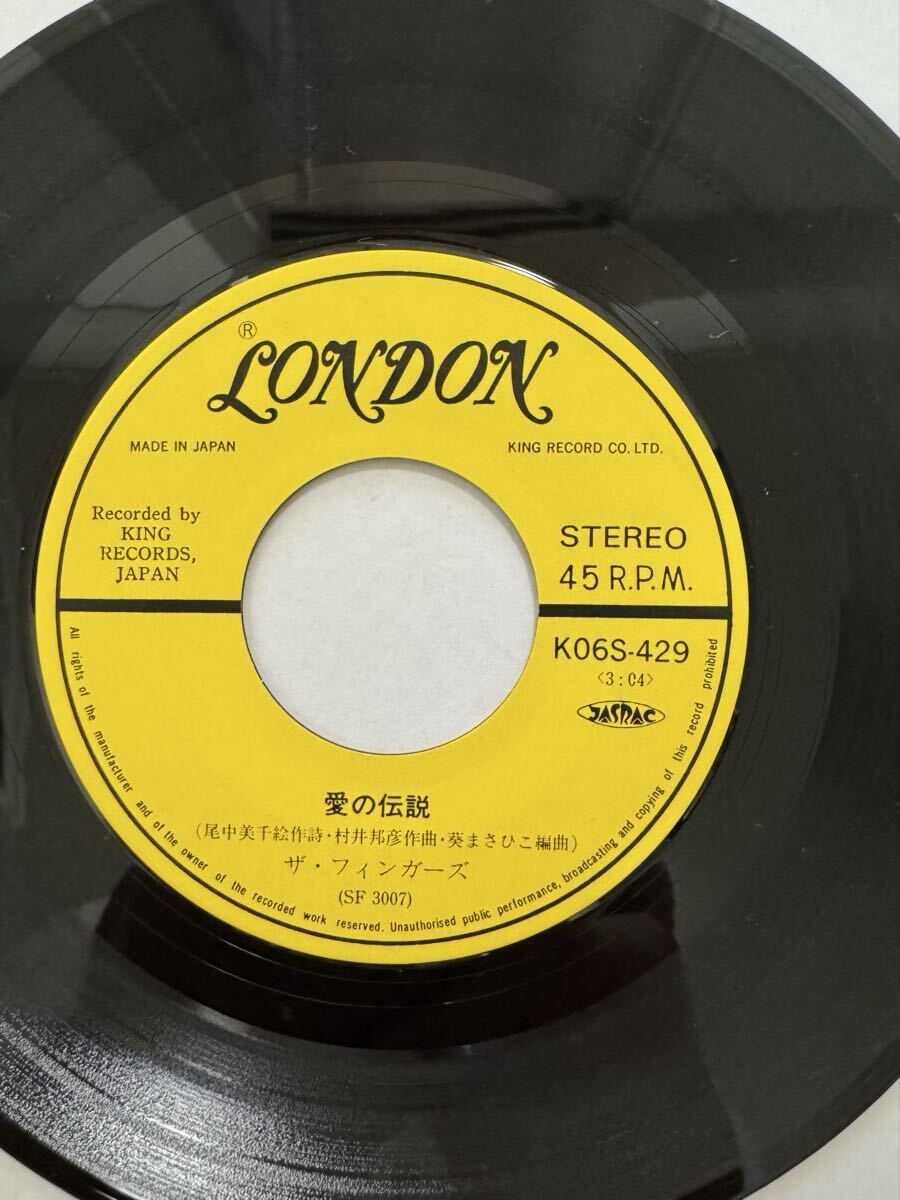 ®
LONDON
MADE IN JAPAN
KING RECORD CO. LTD.
Recorded by
KING
RECORDS,
JAPAN
STEREO
45 R.P.M.
K06S-429
〈3:04〉
JASRAC
愛の伝説
(尾中美千絵作詩・村井邦彦作曲・葵まさひこ編曲)
ザ・フィンガーズ
(SF 3007)
All rights of the manufacturer and of the owner of the recorded work reserved. Unauthorised public performance, broadcasting and copying of this record prohibited